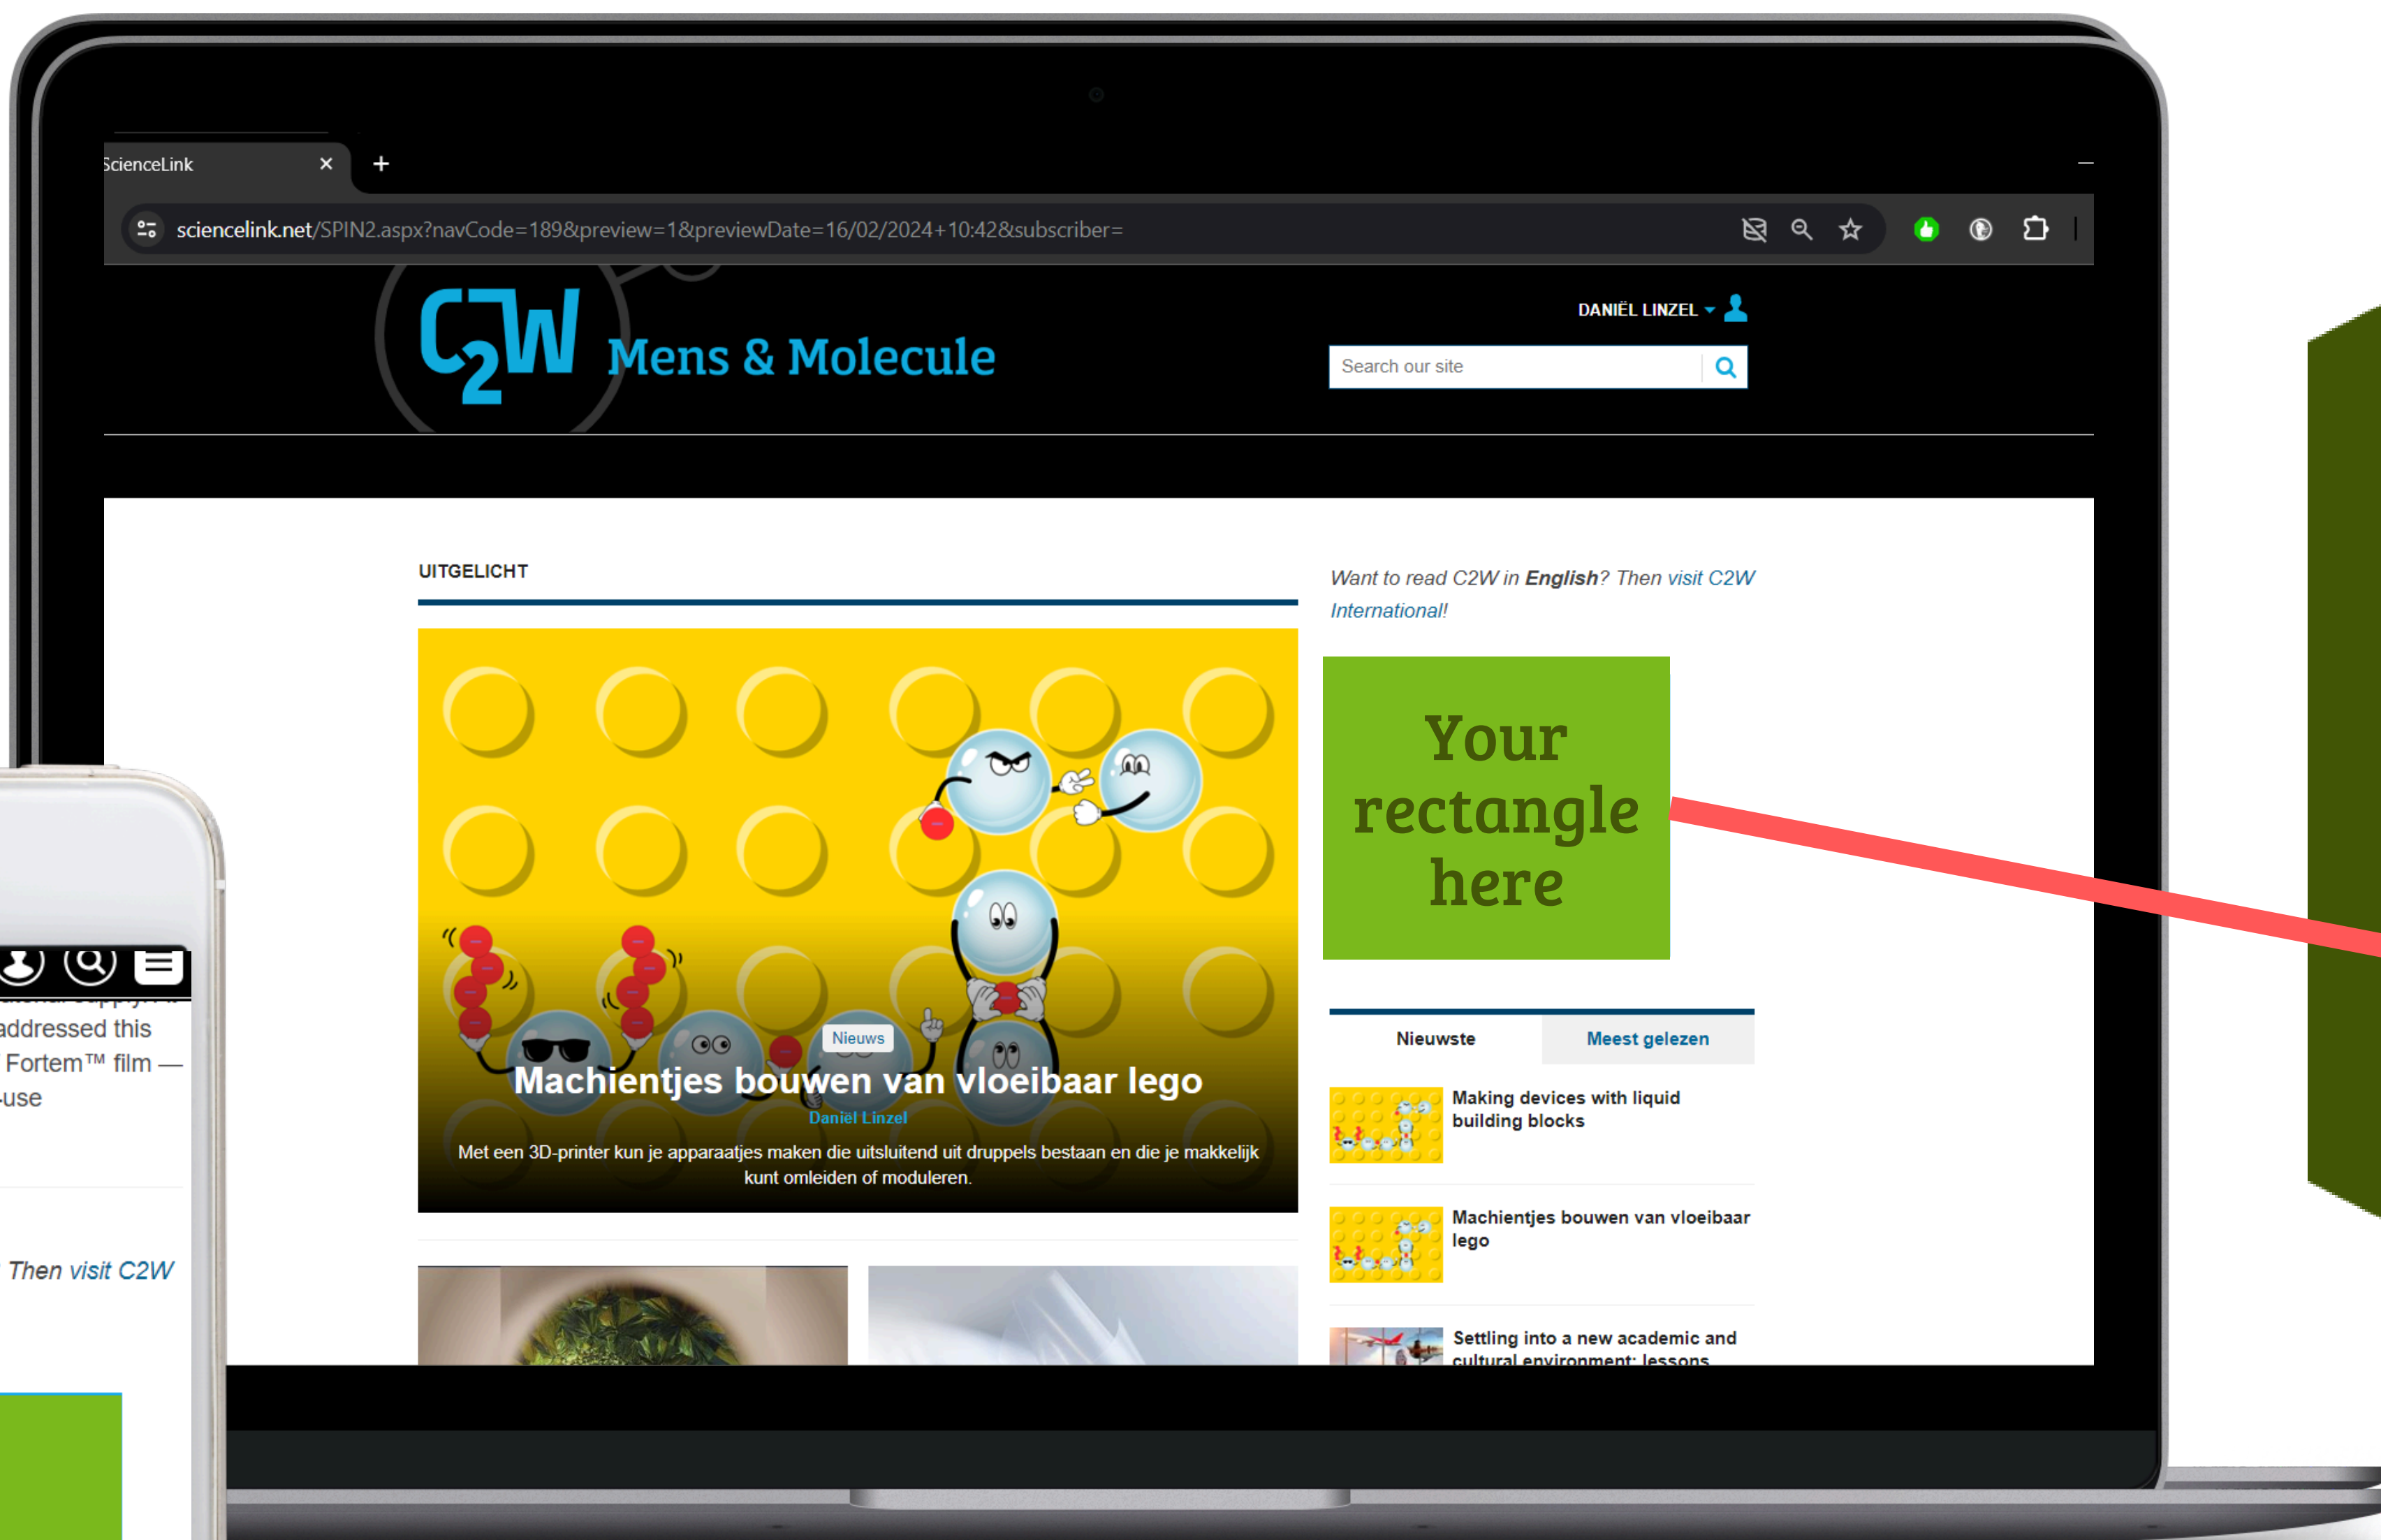 ScienceLink
sciencelink.net/SPIN2.aspx?navCode=189&preview=1&previewDate=16/02/2024+10:42&subscriber=
C2W Mens & Molecule
DANIËL LINZEL
Search our site
UITGELICHT
Want to read C2W in English? Then visit C2W
International!
Your
rectangle
here
Nieuws
Machientjes bouwen van vloeibaar lego
Daniël Linzel
Met een 3D-printer kun je apparaatjes maken die uitsluitend uit druppels bestaan en die je makkelijk
kunt omleiden of moduleren.
Nieuwste
Meest gelezen
Making devices with liquid
building blocks
Machientjes bouwen van vloeibaar
lego
Settling into a new academic and
cultural environment: lessons
addressed this
Fortem™ film —
-use
Then visit C2W